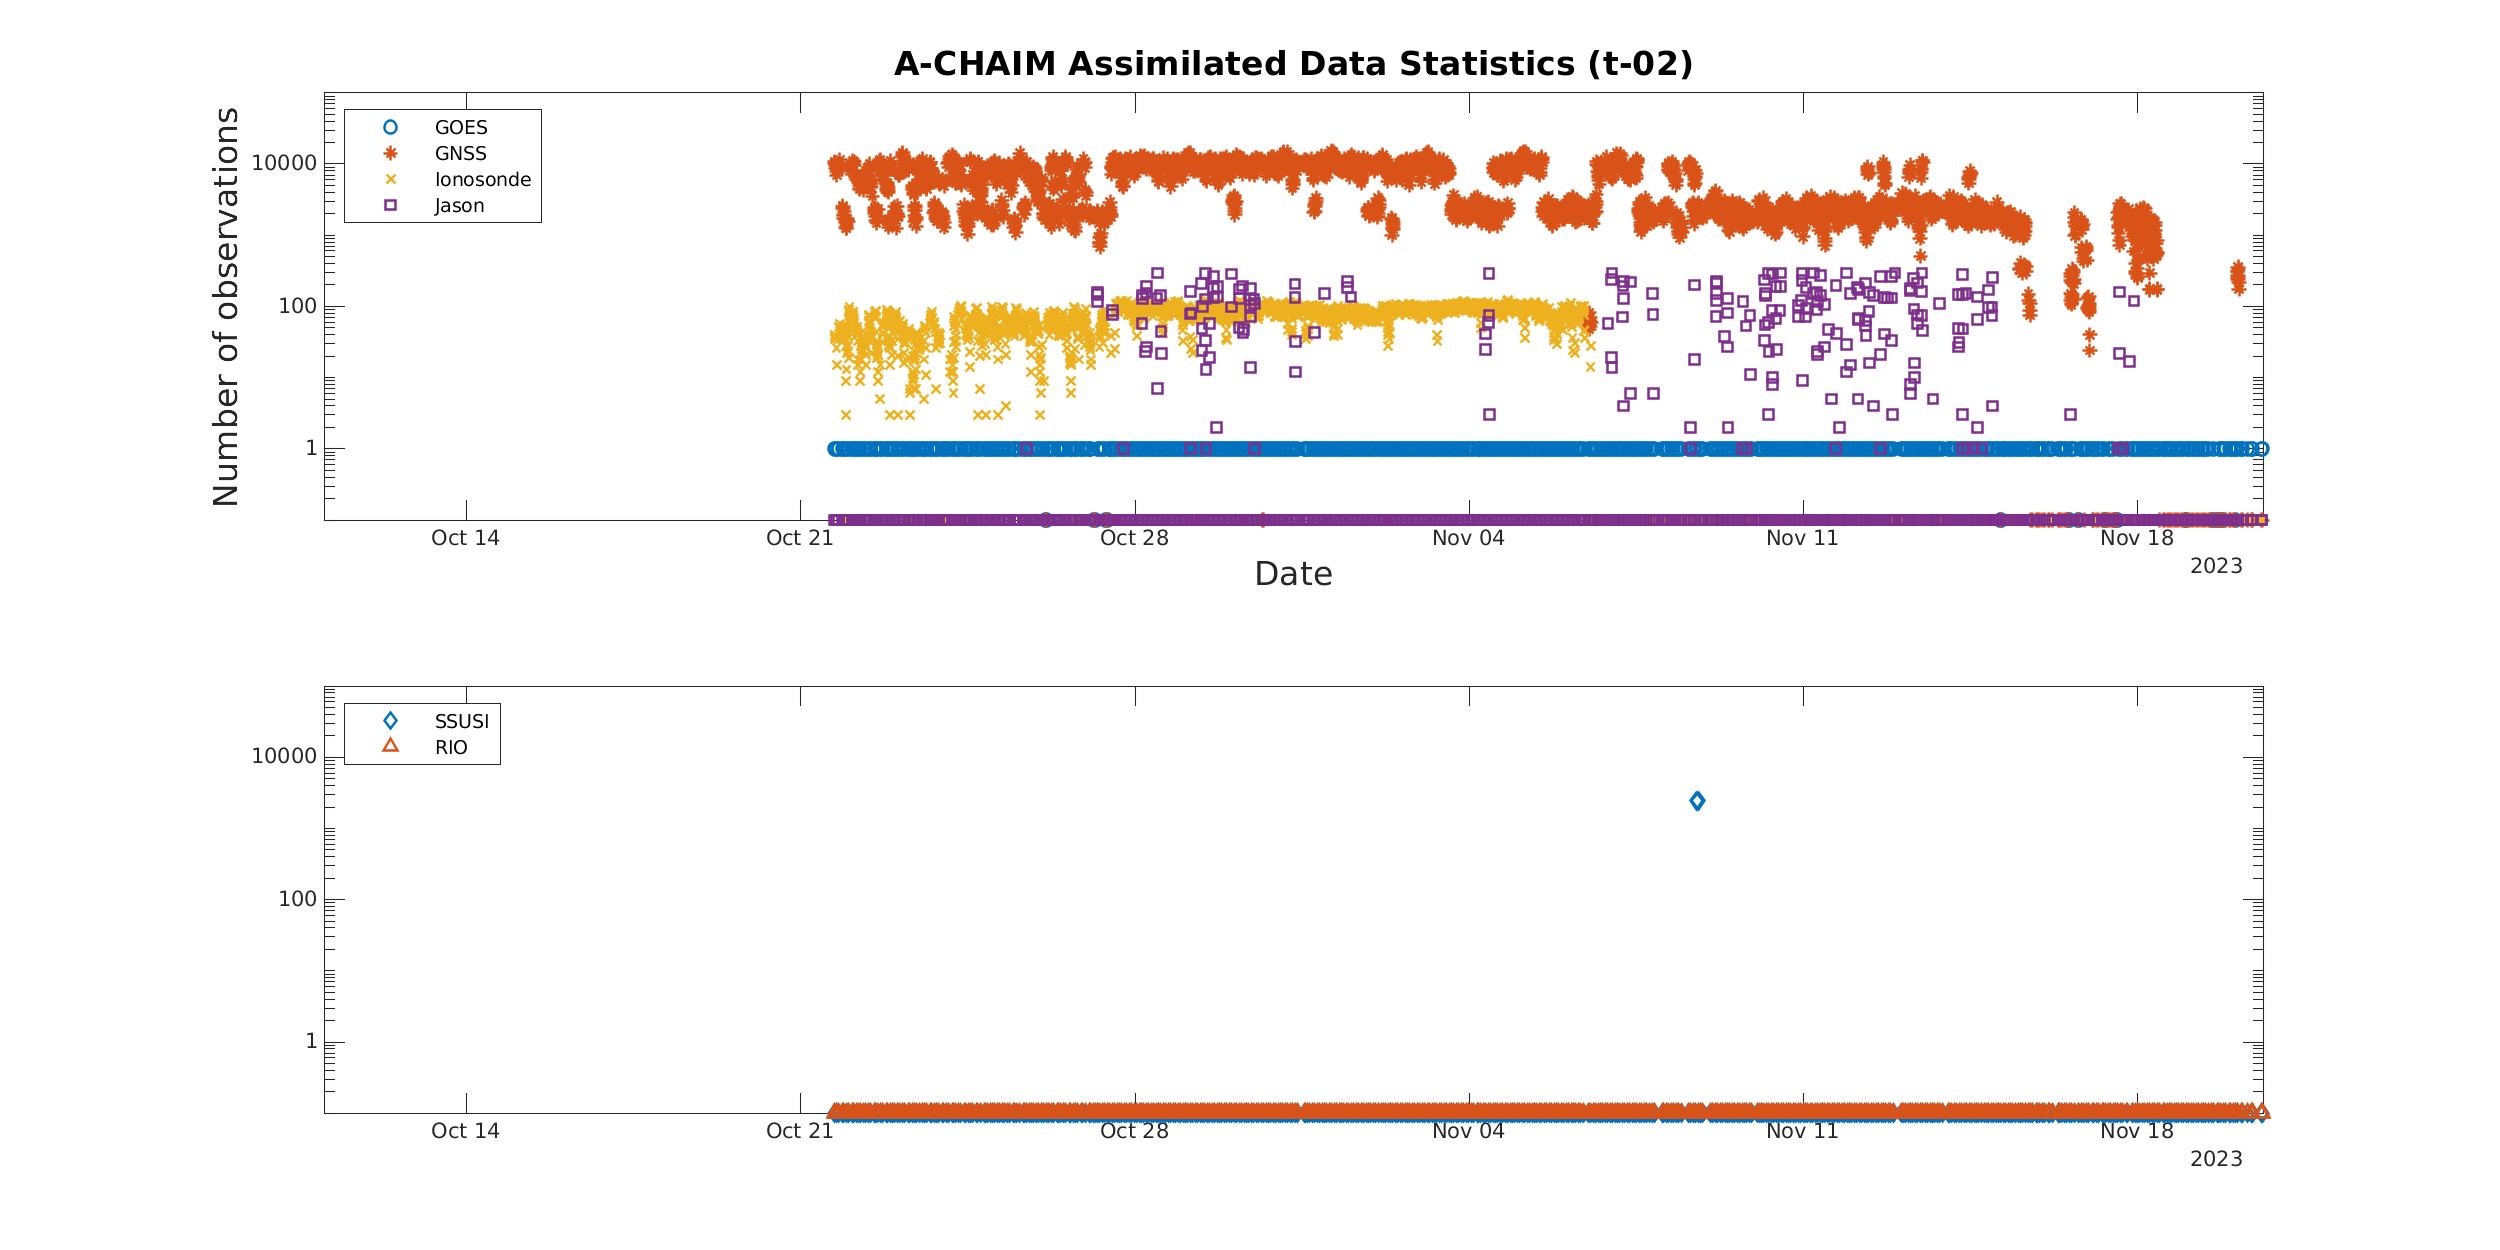 A-CHAIM Assimilated Data Statistics (t-02)
Number of observations
10000
100
1
GOES
GNSS
Ionosonde
Jason
Oct 14
Oct 21
Oct 28
Nov 04
Nov 11
Nov 18
2023
Date
10000
100
1
SSUSI
RIO
Oct 14
Oct 21
Oct 28
Nov 04
Nov 11
Nov 18
2023